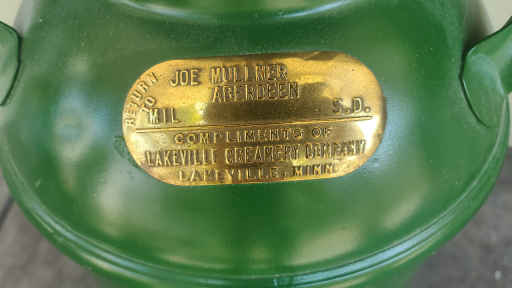 RETURN TO
JOE MULLNER
ABERDEEN
MIL S.D.
COMPLIMENTS OF
LAKEVILLE CREAMERY COMPANY
LAKEVILLE, MINN.